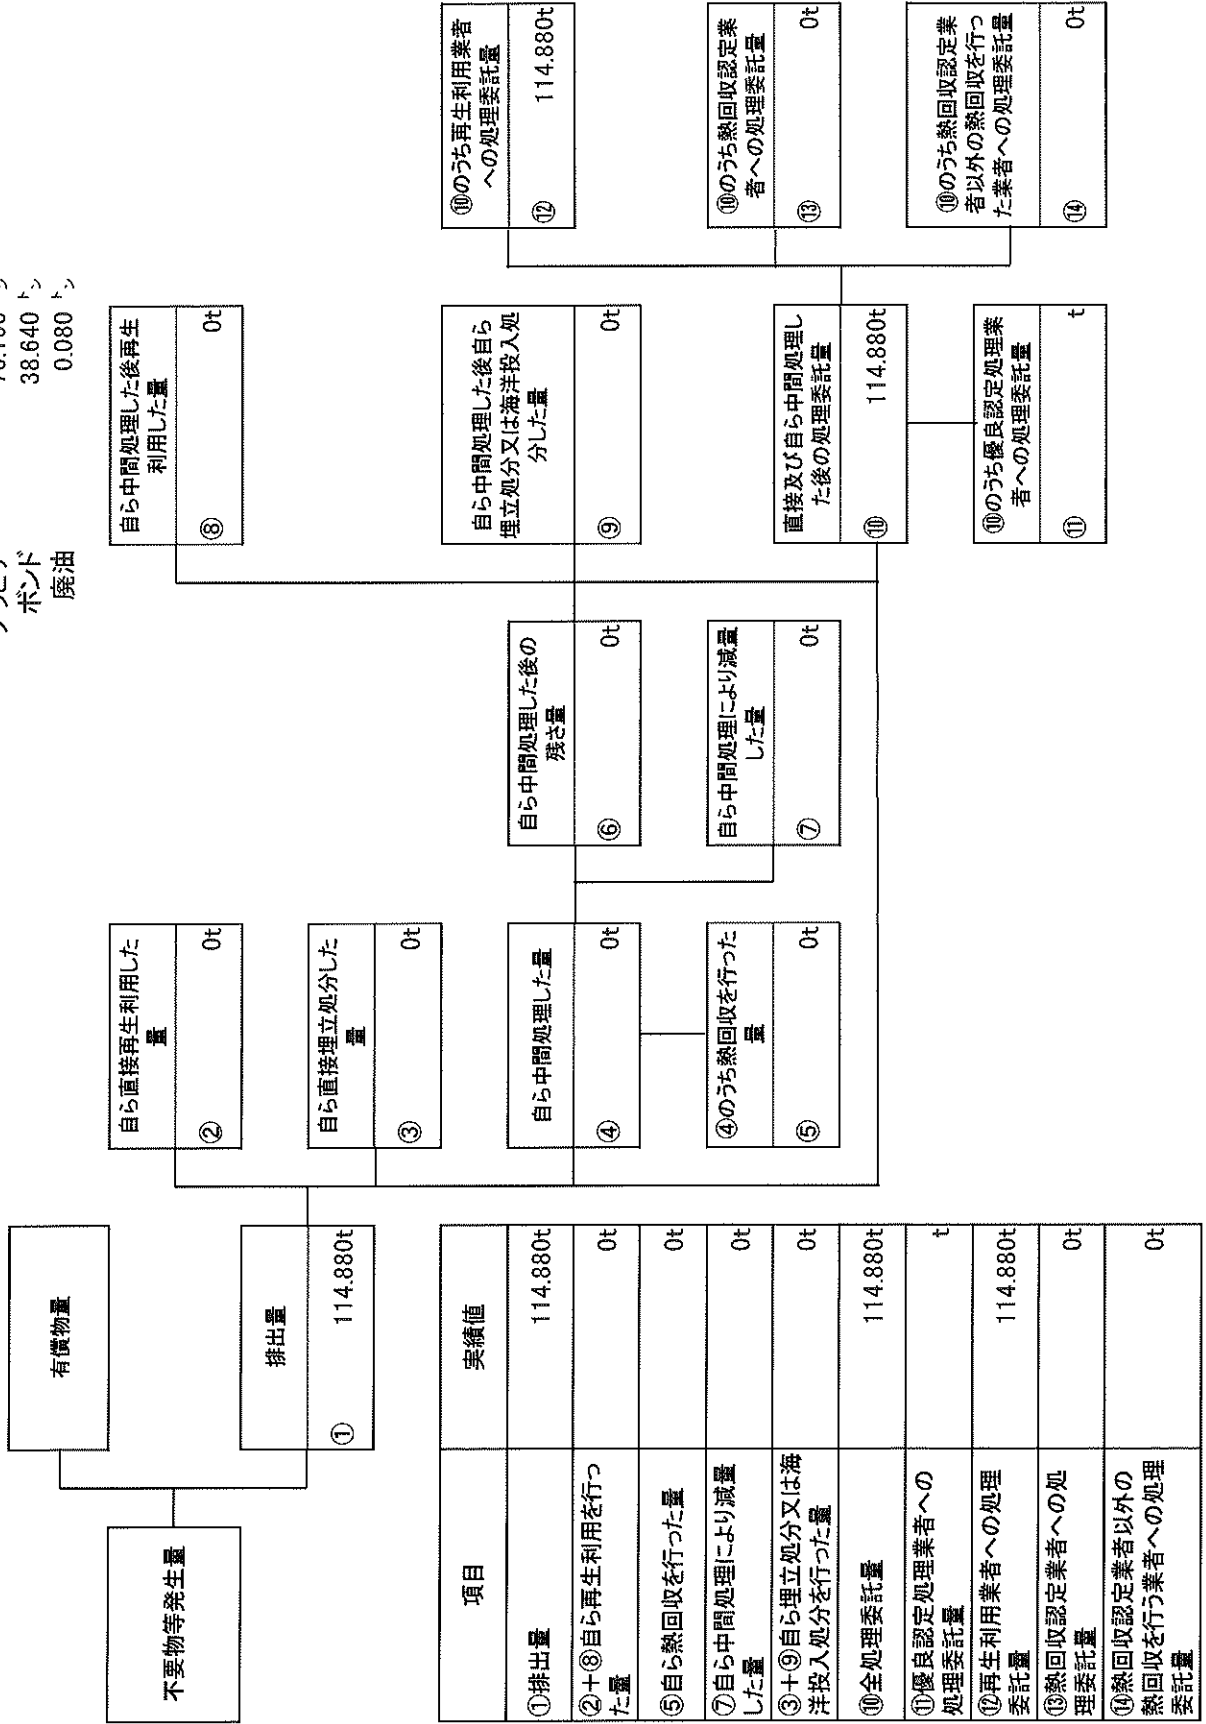 ボンド 38.640 トン
廃油 0.080 トン
不要物等発生量
有償物量
排出量
① 114.880t
自ら直接再生利用した
量
② 0t
自ら直接埋立処分した
量
③ 0t
自ら中間処理した量
④ 0t
④のうち熱回収を行った
量
⑤ 0t
自ら中間処理した後の
残さ量
⑥ 0t
自ら中間処理により減量
した量
⑦ 0t
自ら中間処理した後再生
利用した量
⑧ 0t
自ら中間処理した後自ら
埋立処分又は海洋投入処
分した量
⑨ 0t
直接及び自ら中間処理し
た後の処理委託量
⑩ 114.880t
⑩のうち優良認定処理業
者への処理委託量
⑪ t
⑩のうち再生利用業者
への処理委託量
⑫ 114.880t
⑩のうち熱回収認定業
者への処理委託量
⑬ 0t
⑩のうち熱回収認定業
者以外の熱回収を行っ
た業者への処理委託量
⑭ 0t
項目 実績値
①排出量 114.880t
②+⑧自ら再生利用を行っ
た量 0t
⑤自ら熱回収を行った量 0t
⑦自ら中間処理により減量
した量 0t
③+⑨自ら埋立処分又は海
洋投入処分を行った量 0t
⑩全処理委託量 114.880t
⑪優良認定処理業者への
処理委託量 t
⑫再生利用業者への処理
委託量 114.880t
⑬熱回収認定業者への処
理委託量 0t
⑭熱回収認定業者以外の
熱回収を行う業者への処理
委託量 0t